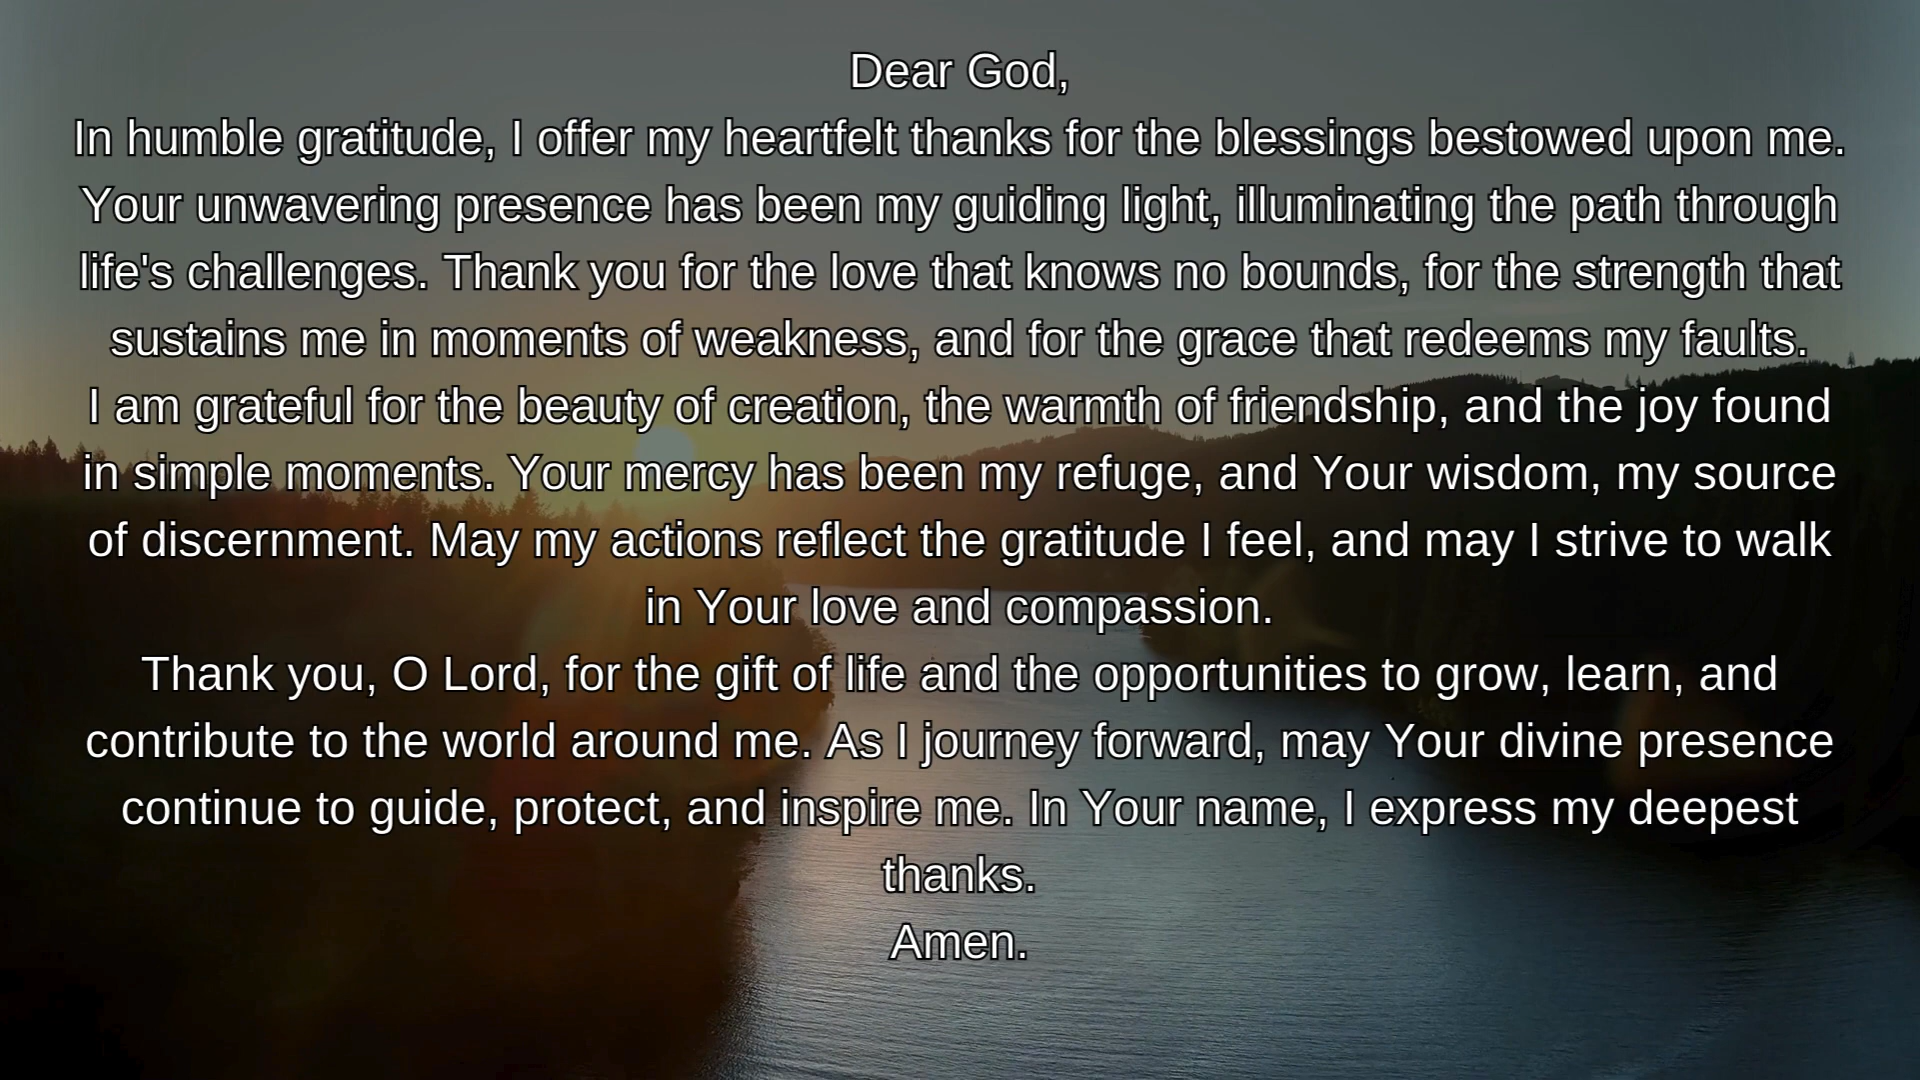 Dear God,
In humble gratitude, I offer my heartfelt thanks for the blessings bestowed upon me.
Your unwavering presence has been my guiding light, illuminating the path through
life's challenges. Thank you for the love that knows no bounds, for the strength that
sustains me in moments of weakness, and for the grace that redeems my faults.
I am grateful for the beauty of creation, the warmth of friendship, and the joy found
in simple moments. Your mercy has been my refuge, and Your wisdom, my source
of discernment. May my actions reflect the gratitude I feel, and may I strive to walk
in Your love and compassion.
Thank you, O Lord, for the gift of life and the opportunities to grow, learn, and
contribute to the world around me. As I journey forward, may Your divine presence
continue to guide, protect, and inspire me. In Your name, I express my deepest
thanks.
Amen.